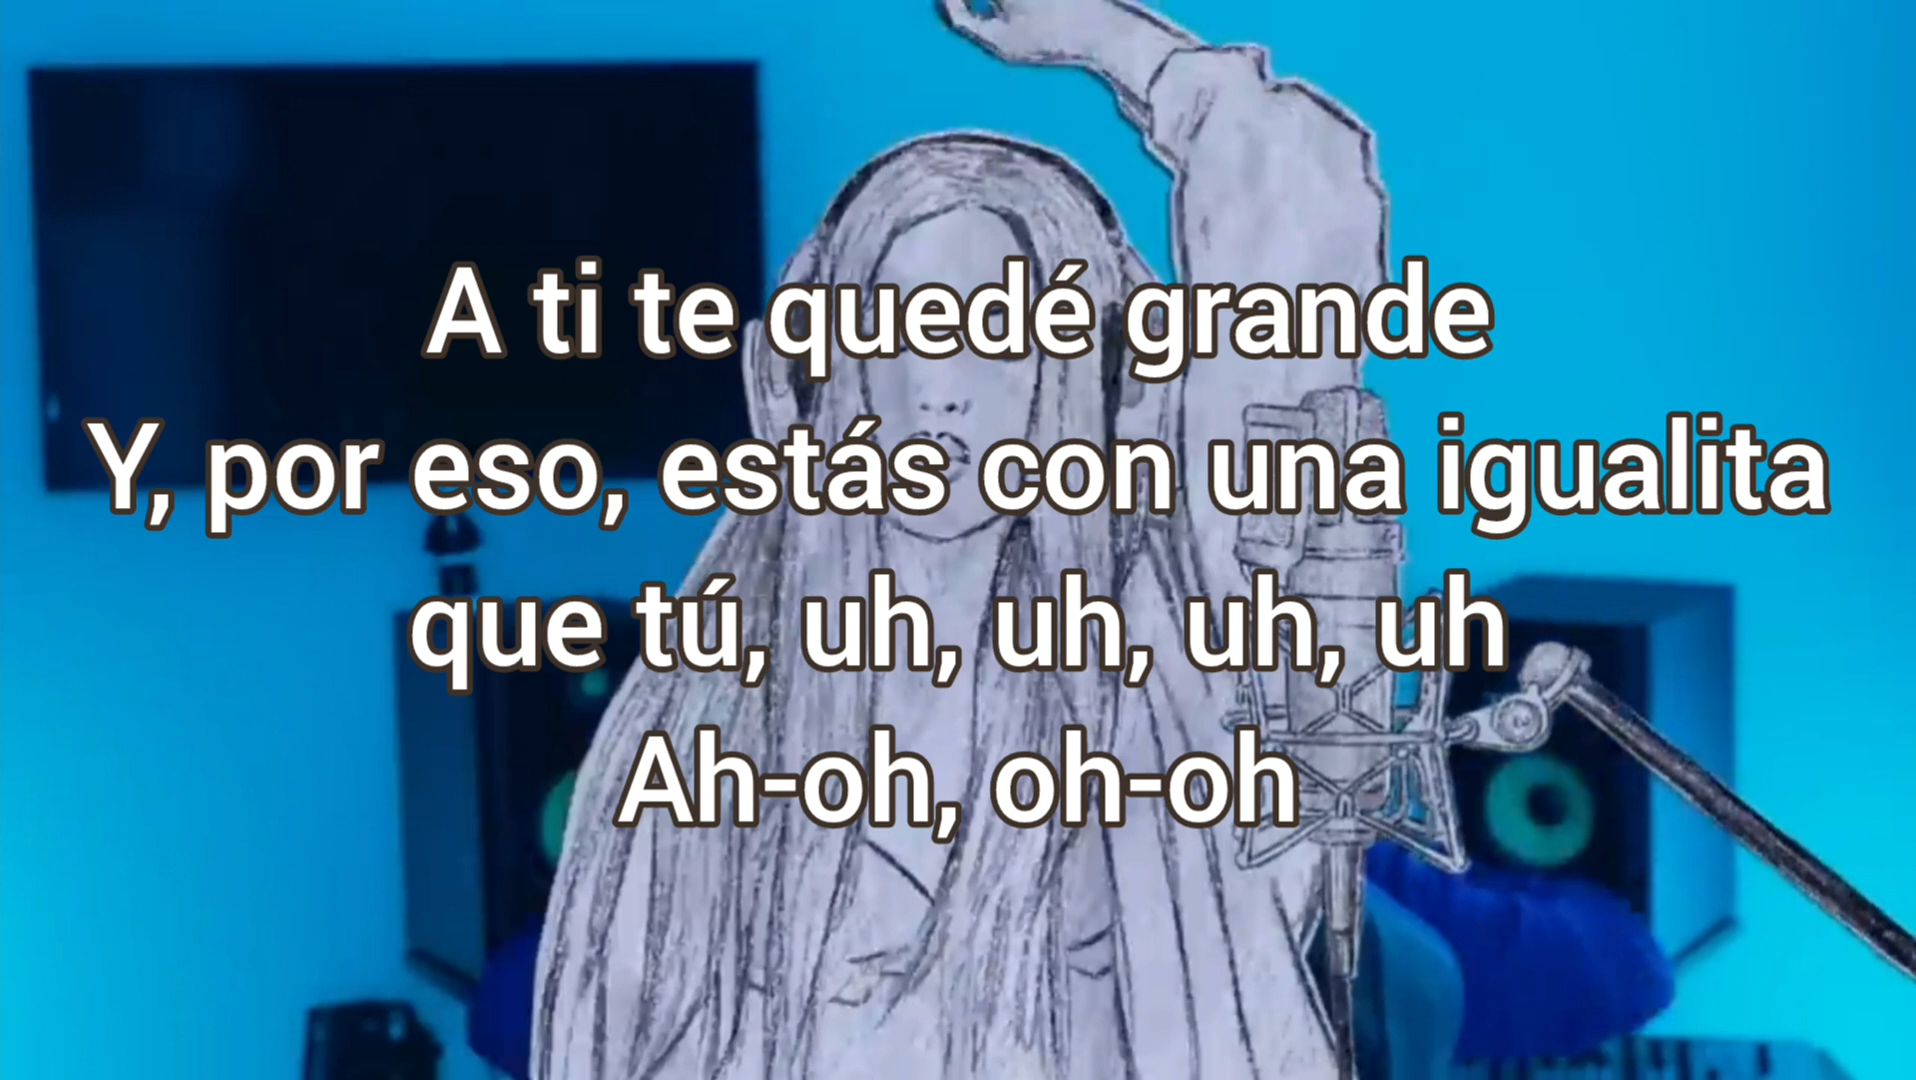 A ti te quedé grande
Y, por eso, estás con una igualita
que tú, uh, uh, uh, uh
Ah-oh, oh-oh